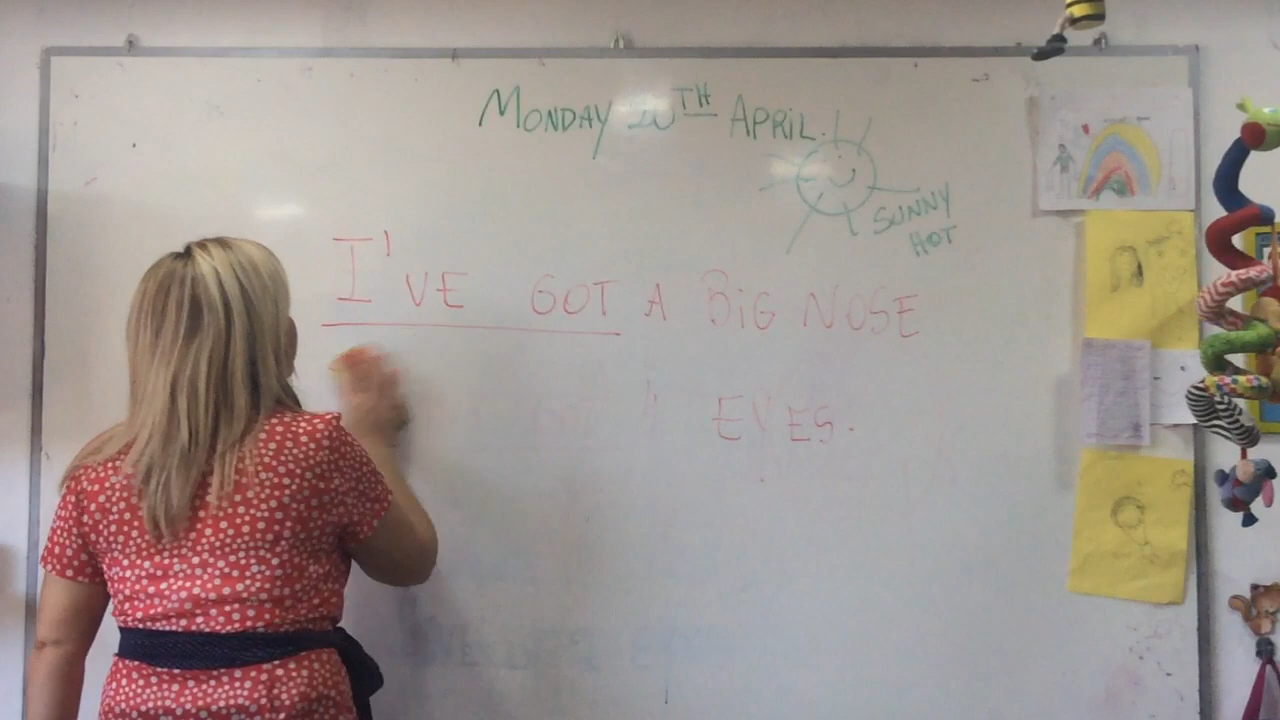 MONDAY 20TH APRIL.
SUNNY
HOT
I'VE GOT A BIG NOSE
EYES.